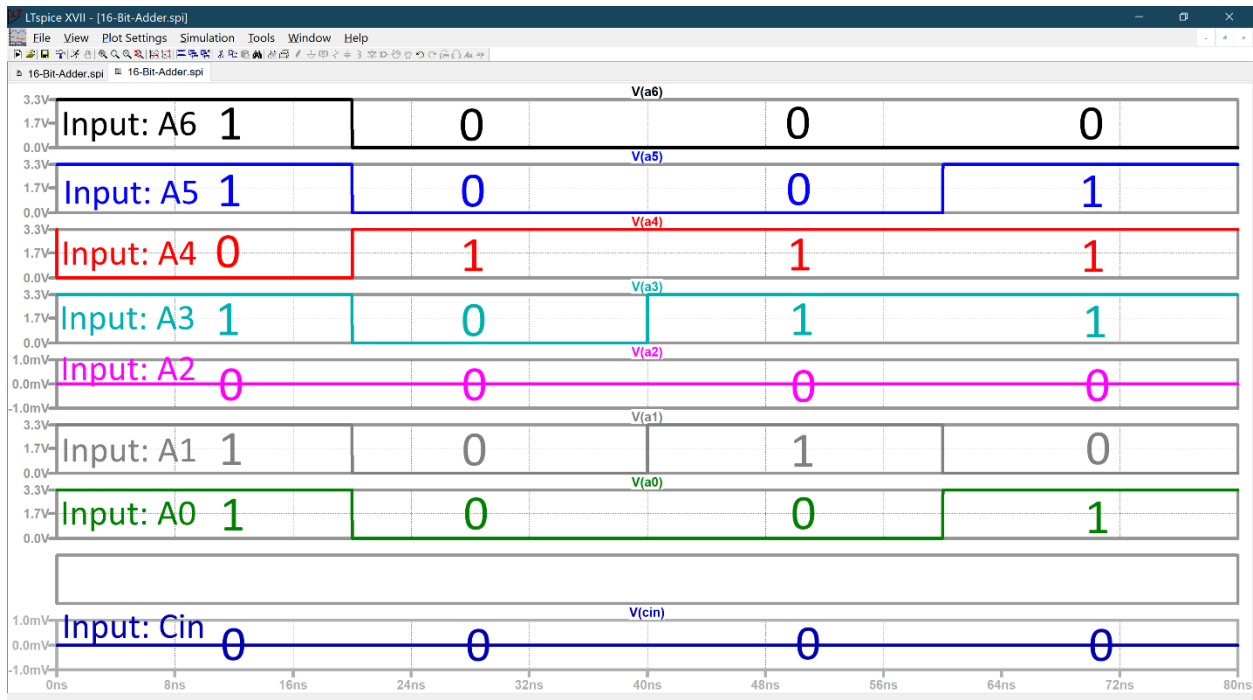 LTspice XVII - [16-Bit-Adder.spi]
File View Plot Settings Simulation Tools Window Help
16-Bit-Adder.spi 16-Bit-Adder.spi
V(a6)
3.3V
1.7V
0.0V
Input: A6 1 0 0 0
V(a5)
3.3V
1.7V
0.0V
Input: A5 1 0 0 1
V(a4)
3.3V
1.7V
0.0V
Input: A4 0 1 1 1
V(a3)
3.3V
1.7V
0.0V
Input: A3 1 0 1 1
V(a2)
1.0mV
0.0mV
-1.0mV
Input: A2 0 0 0 0
V(a1)
3.3V
1.7V
0.0V
Input: A1 1 0 1 0
V(a0)
3.3V
1.7V
0.0V
Input: A0 1 0 0 1
V(cin)
1.0mV
0.0mV
-1.0mV
Input: Cin 0 0 0 0
0ns 8ns 16ns 24ns 32ns 40ns 48ns 56ns 64ns 72ns 80ns